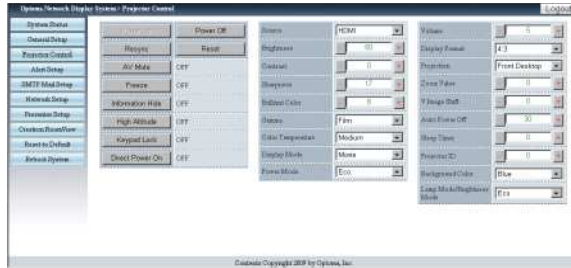 Optoma Network Display System / Projector Control
Logout
System Status
General Setup
Projector Control
Alert Setup
SMTP Mail Setup
Network Setup
Presenter Setup
Crestron RoomView
Reset to Default
Reboot System
Power Off
Resync
Reset
AV Mute OFF
Freeze OFF
Information Hide OFF
High Altitude OFF
Keypad Lock OFF
Direct Power On OFF
Source HDMI
Brightness
Contrast 0
Sharpness 17
Brilliant Color 8
Gamma Film
Color Temperature Medium
Display Mode Movie
Power Mode Eco
Volume 5
Display Format 4:3
Projection Front Desktop
Zoom Value 0
V Image Shift 0
Auto Power Off 30
Sleep Timer 0
Projector ID 0
Background Color Blue
Lamp Mode/Brightness Mode Eco
Contents Copyright 2009 by Optoma, Inc.